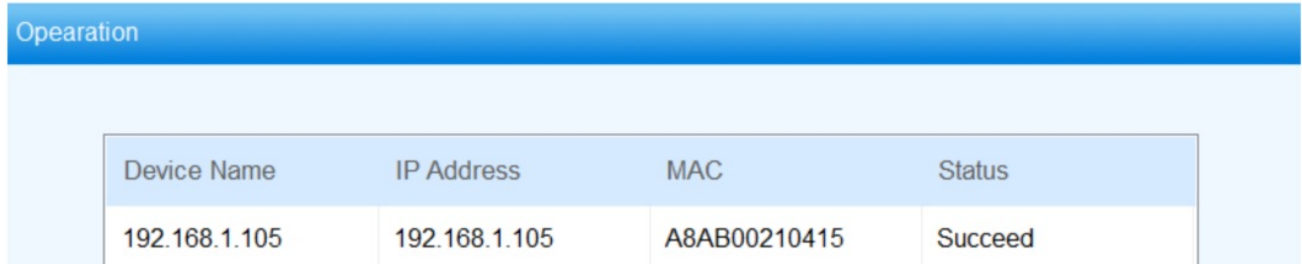 Opearation
Device Name IP Address MAC Status
192.168.1.105 192.168.1.105 A8AB00210415 Succeed